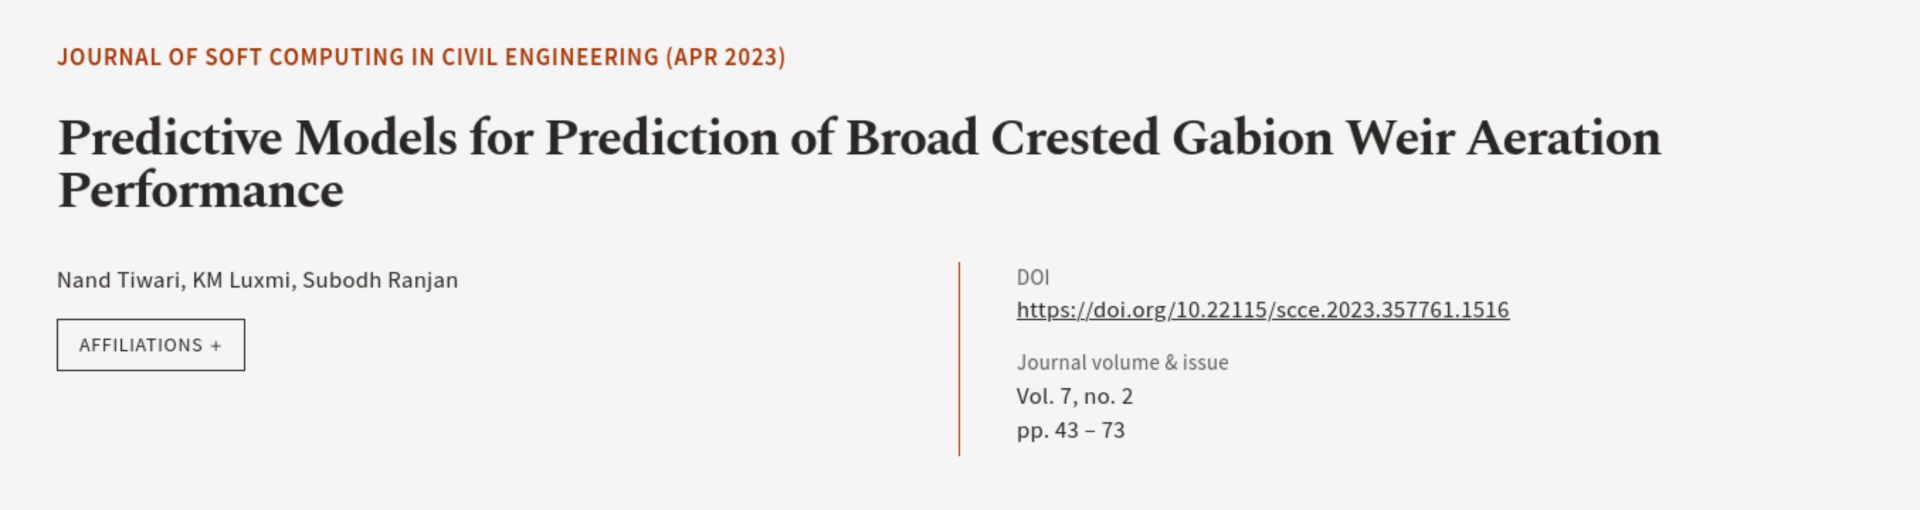 JOURNAL OF SOFT COMPUTING IN CIVIL ENGINEERING (APR 2023)
Predictive Models for Prediction of Broad Crested Gabion Weir Aeration
Performance
Nand Tiwari, KM Luxmi, Subodh Ranjan
AFFILIATIONS +
DOI
https://doi.org/10.22115/scce.2023.357761.1516
Journal volume & issue
Vol. 7, no. 2
pp. 43 – 73